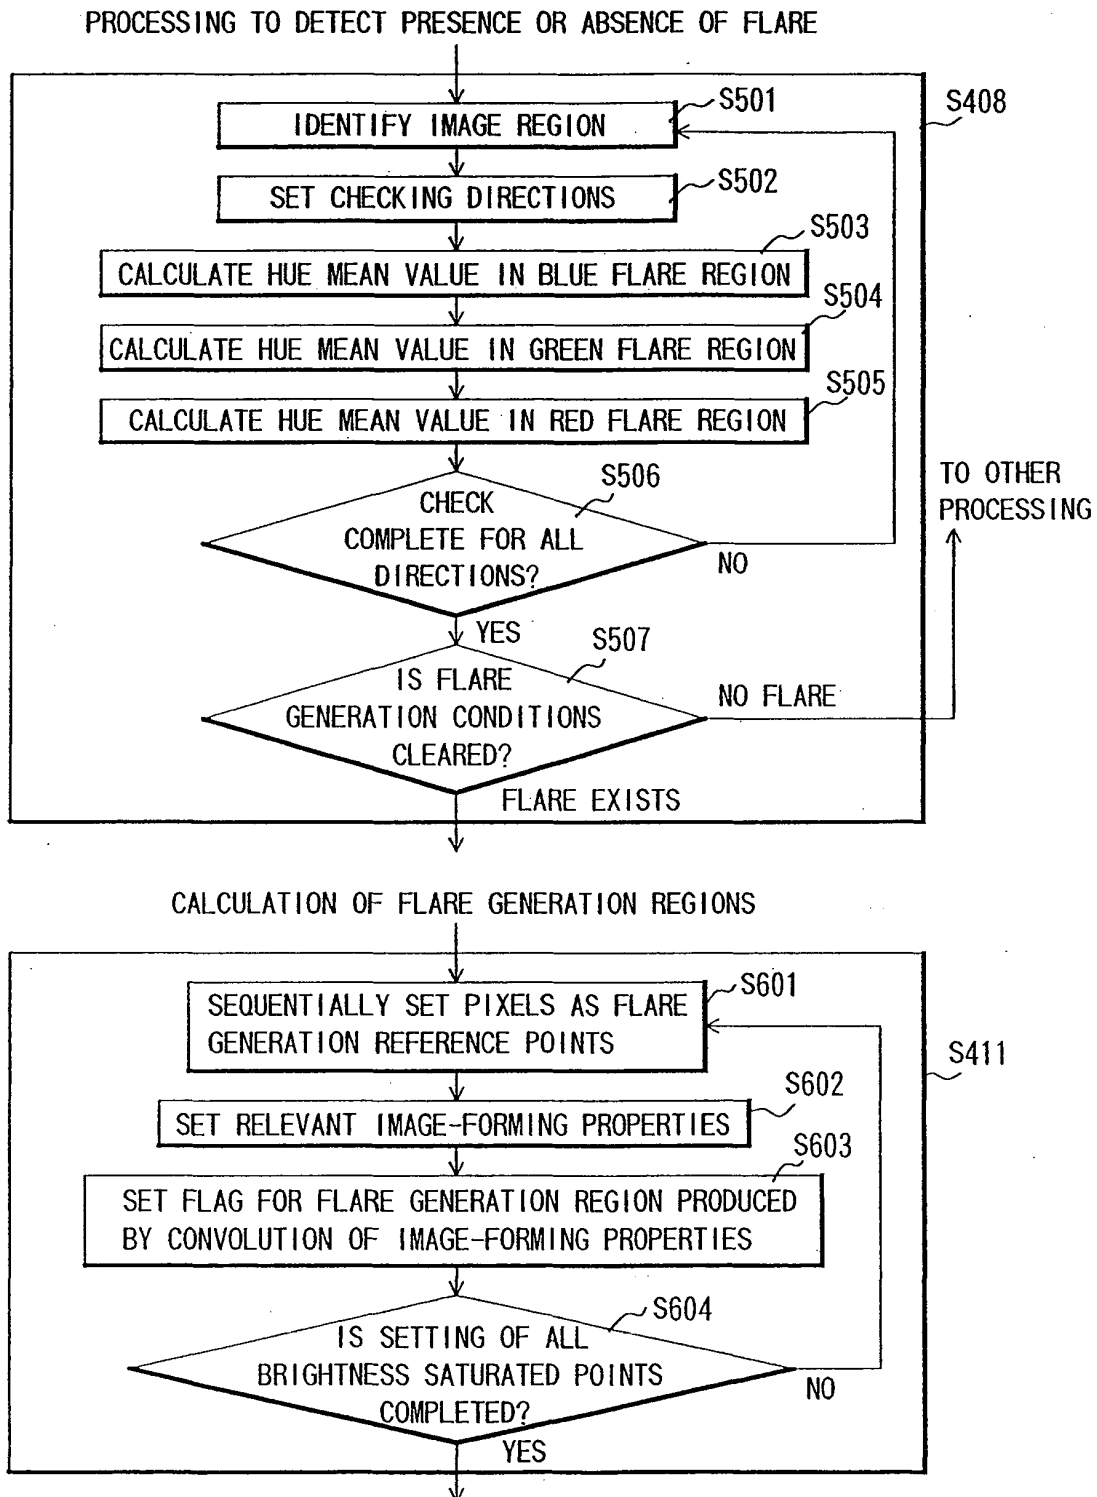 PROCESSING TO DETECT PRESENCE OR ABSENCE OF FLARE
S501
IDENTIFY IMAGE REGION
S408
S502
SET CHECKING DIRECTIONS
S503
CALCULATE HUE MEAN VALUE IN BLUE FLARE REGION
S504
CALCULATE HUE MEAN VALUE IN GREEN FLARE REGION
S505
CALCULATE HUE MEAN VALUE IN RED FLARE REGION
TO OTHER
PROCESSING
S506
CHECK
COMPLETE FOR ALL
DIRECTIONS?
NO
YES
S507
IS FLARE
GENERATION CONDITIONS
CLEARED?
NO FLARE
FLARE EXISTS
CALCULATION OF FLARE GENERATION REGIONS
S601
SEQUENTIALLY SET PIXELS AS FLARE
GENERATION REFERENCE POINTS
S411
S602
SET RELEVANT IMAGE-FORMING PROPERTIES
S603
SET FLAG FOR FLARE GENERATION REGION PRODUCED
BY CONVOLUTION OF IMAGE-FORMING PROPERTIES
S604
IS SETTING OF ALL
BRIGHTNESS SATURATED POINTS
COMPLETED?
NO
YES